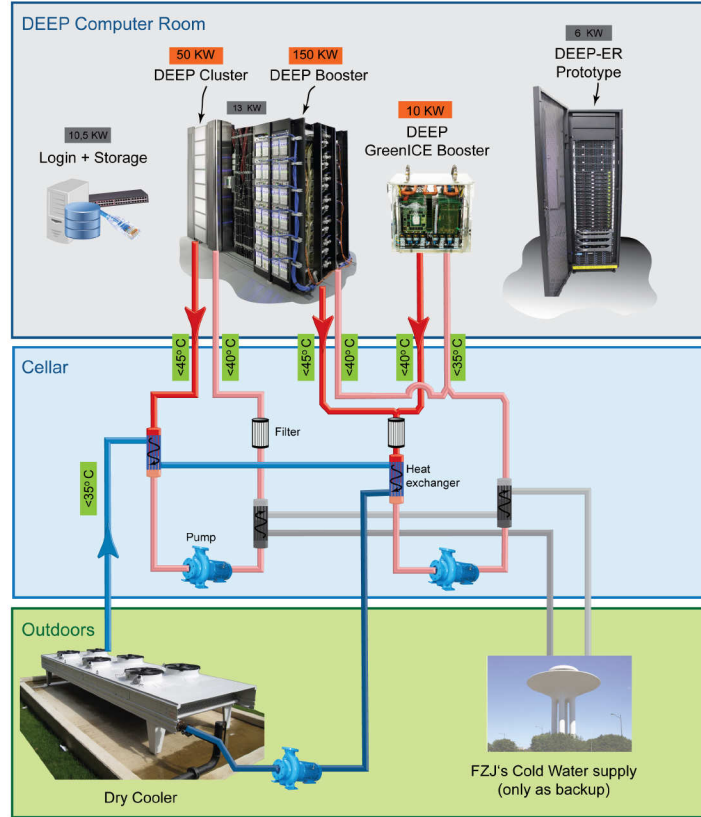 DEEP Computer Room
50 KW
DEEP Cluster
150 KW
DEEP Booster
6 KW
DEEP-ER
Prototype
10,5 KW
Login + Storage
13 KW
10 KW
DEEP
GreenICE Booster
<45° C
<40° C
<45° C
<40° C
<40° C
<35° C
Cellar
Filter
Heat
exchanger
<35° C
Pump
Outdoors
Dry Cooler
FZJ's Cold Water supply
(only as backup)